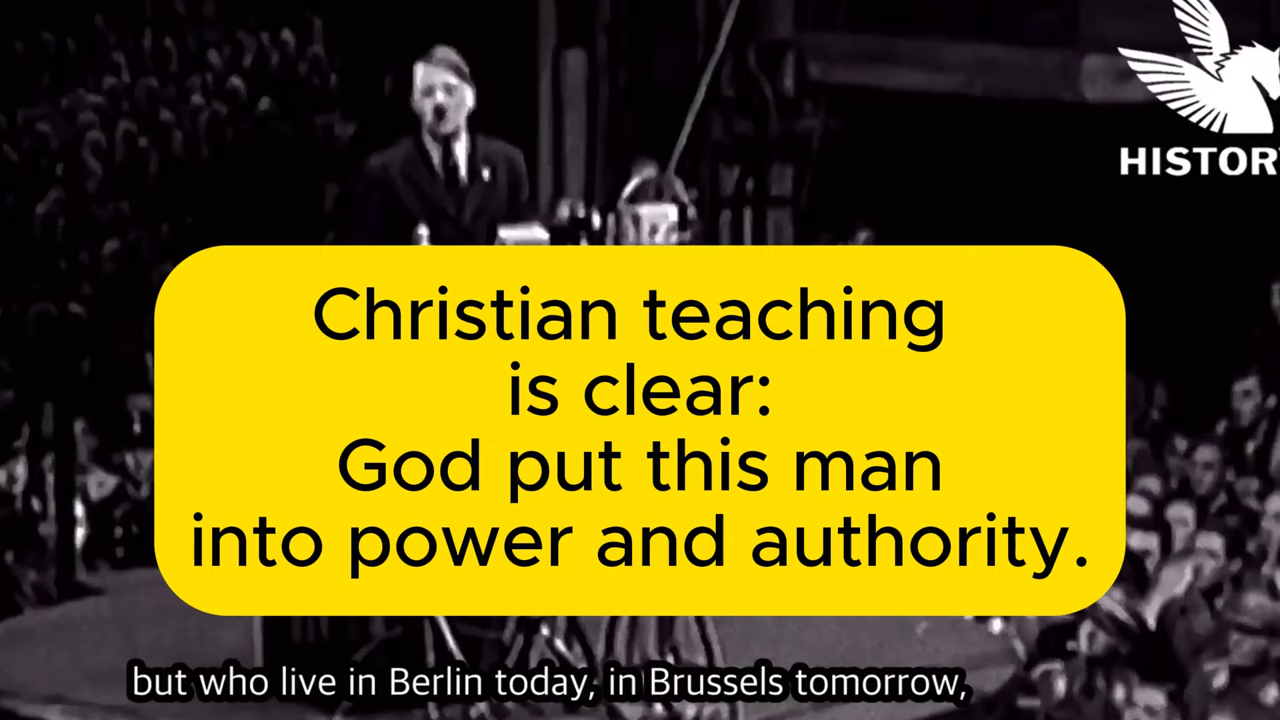 HISTOR
Christian teaching
is clear:
God put this man
into power and authority.
but who live in Berlin today, in Brussels tomorrow,